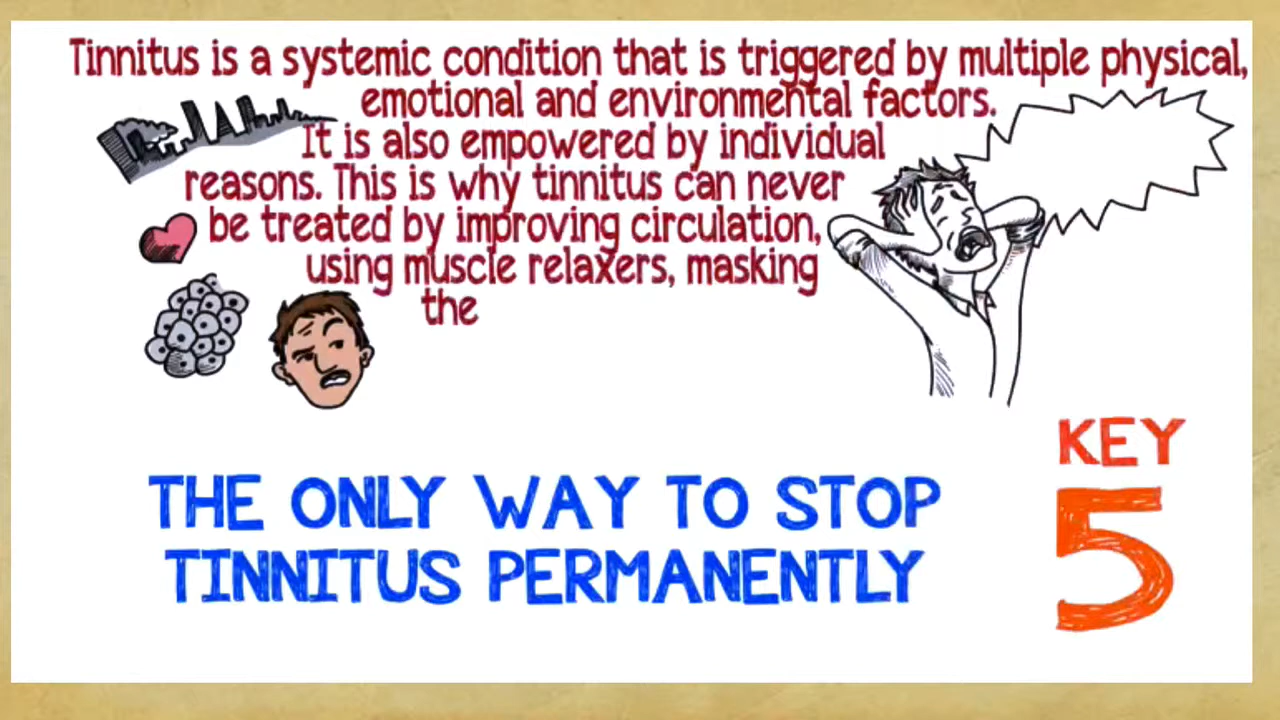 Tinnitus is a systemic condition that is triggered by multiple physical,
emotional and environmental factors.
It is also empowered by individual
reasons. This is why tinnitus can never
be treated by improving circulation,
using muscle relaxers, masking
the
KEY
5
THE ONLY WAY TO STOP
TINNITUS PERMANENTLY